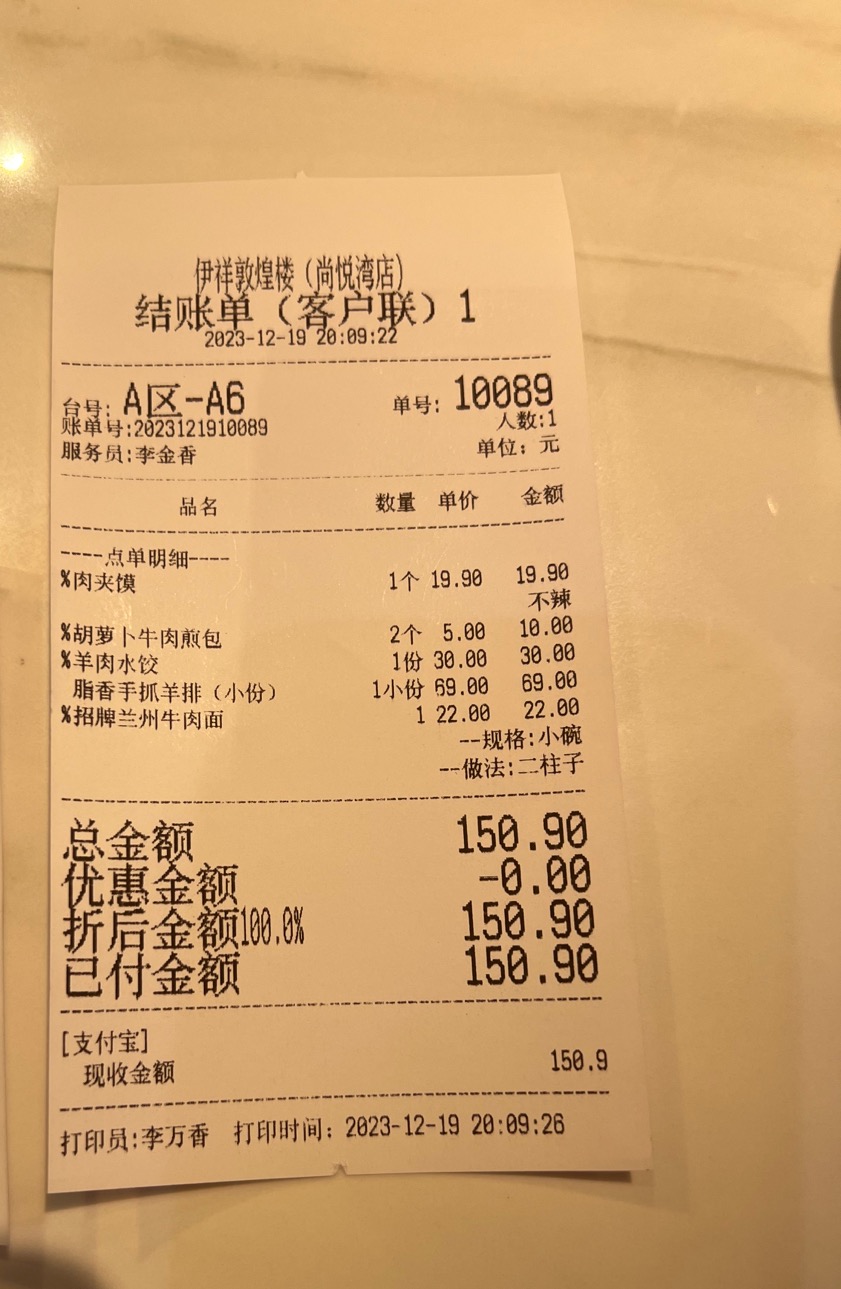 伊祥敦煌楼（尚悦湾店）
结账单（客户联）1
2023-12-19 20:09:22
台号: A区-A6 单号: 10089
账单号:2023121910089 人数:1
服务员:李金香 单位: 元
品名 数量 单价 金额
----点单明细----
%肉夹馍 1个 19.90 19.90
不辣
%胡萝卜牛肉煎包 2个 5.00 10.00
%羊肉水饺 1份 30.00 30.00
脂香手抓羊排（小份） 1小份 69.00 69.00
%招牌兰州牛肉面 1 22.00 22.00
--规格:小碗
--做法:二柱子
总金额 150.90
优惠金额 -0.00
折后金额100.0% 150.90
已付金额 150.90
[支付宝]
现收金额 150.9
打印员:李万香 打印时间: 2023-12-19 20:09:26